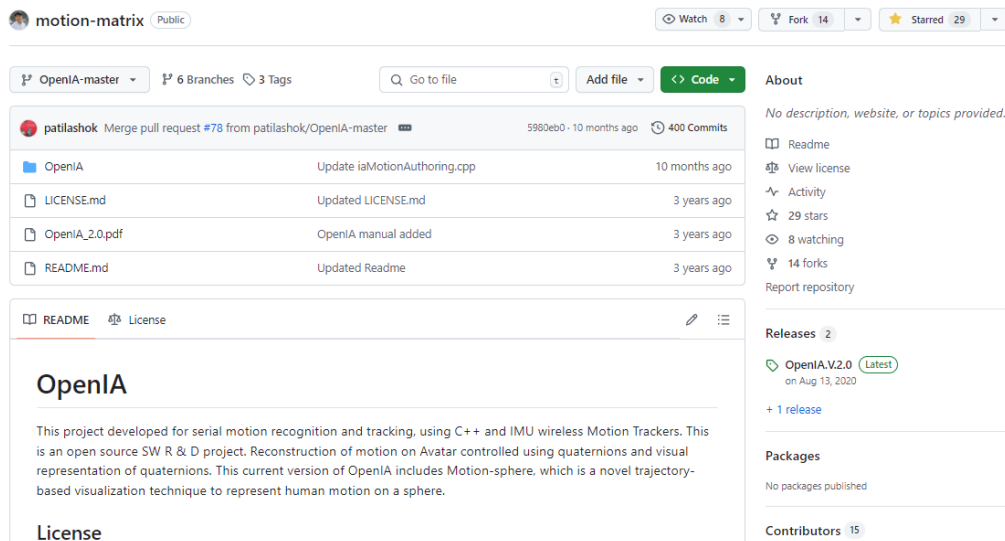 motion-matrix Public Watch 8 Fork 14 Starred 29
OpenIA-master 6 Branches 3 Tags Go to file t Add file <> Code
patilashok Merge pull request #78 from patilashok/OpenIA-master 5980eb0 · 10 months ago 400 Commits
OpenIA Update iaMotionAuthoring.cpp 10 months ago
LICENSE.md Updated LICENSE.md 3 years ago
OpenIA_2.0.pdf OpenIA manual added 3 years ago
README.md Updated Readme 3 years ago
README License
OpenIA
This project developed for serial motion recognition and tracking, using C++ and IMU wireless Motion Trackers. This
is an open source SW R & D project. Reconstruction of motion on Avatar controlled using quaternions and visual
representation of quaternions. This current version of OpenIA includes Motion-sphere, which is a novel trajectory-
based visualization technique to represent human motion on a sphere.
License
About
No description, website, or topics provided.
Readme
View license
Activity
29 stars
8 watching
14 forks
Report repository
Releases 2
OpenIA.V.2.0 Latest
on Aug 13, 2020
+ 1 release
Packages
No packages published
Contributors 15